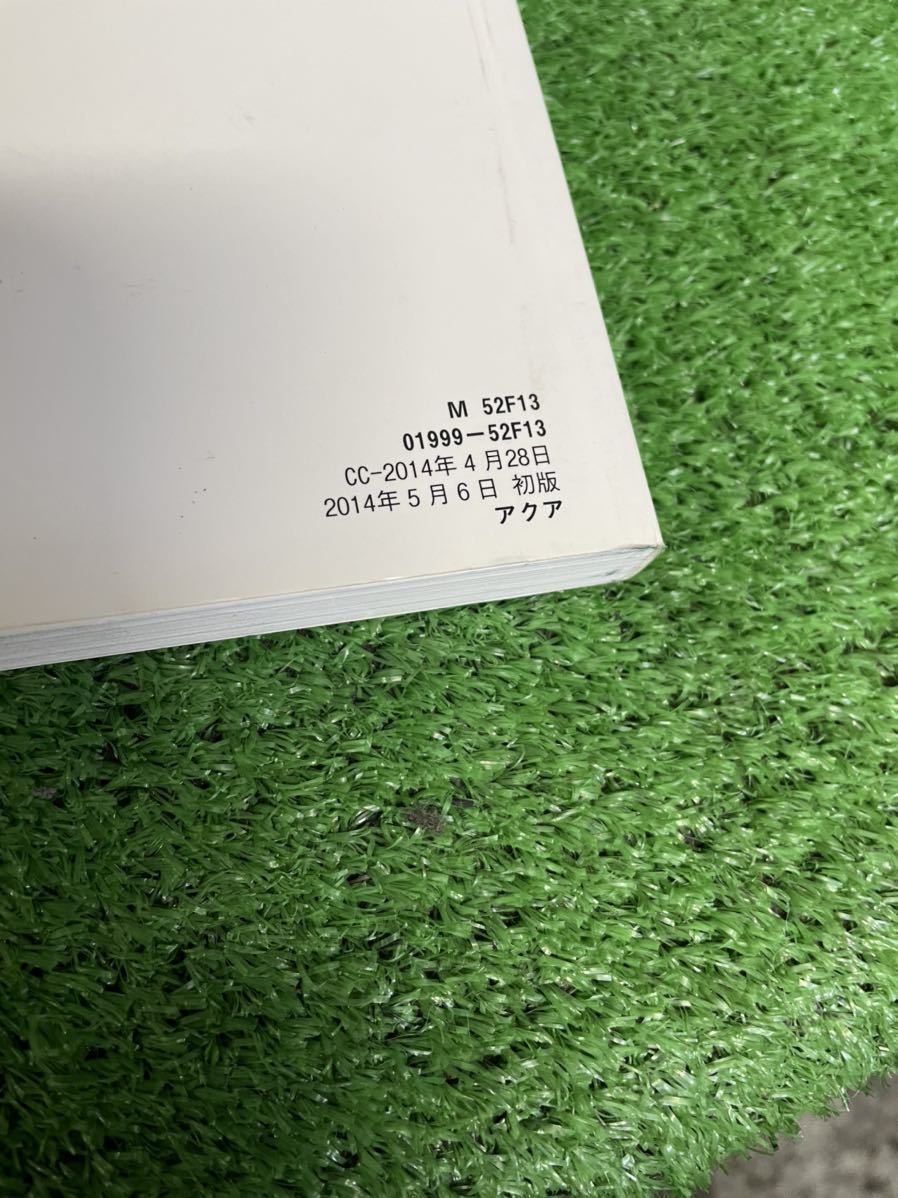 M 52F13
01999−52F13
CC−2014年 4 月28日
2014年 5 月 6 日 初版
アクア